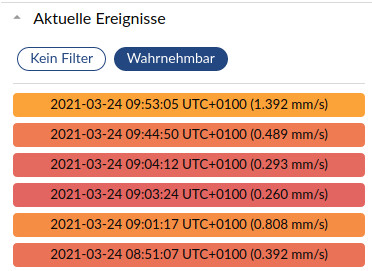 Aktuelle Ereignisse
Kein Filter Wahrnehmbar
2021-03-24 09:53:05 UTC+0100 (1.392 mm/s)
2021-03-24 09:44:50 UTC+0100 (0.489 mm/s)
2021-03-24 09:04:12 UTC+0100 (0.293 mm/s)
2021-03-24 09:03:24 UTC+0100 (0.260 mm/s)
2021-03-24 09:01:17 UTC+0100 (0.808 mm/s)
2021-03-24 08:51:07 UTC+0100 (0.392 mm/s)